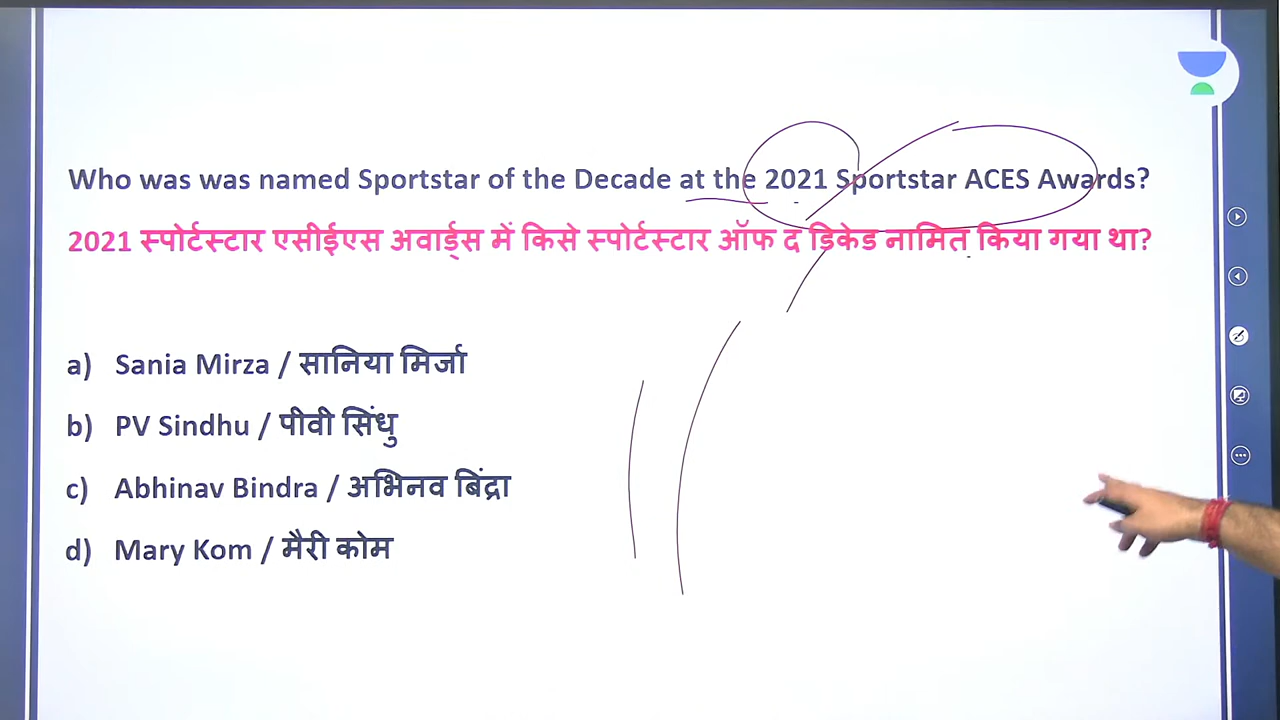 Who was was named Sportstar of the Decade at the 2021 Sportstar ACES Awards?
2021 स्पोर्टस्टार एसीईएस अवार्ड्स में किसे स्पोर्टस्टार ऑफ द डिकेड नामित किया गया था?
a) Sania Mirza / सानिया मिर्जा
b) PV Sindhu / पीवी सिंधु
c) Abhinav Bindra / अभिनव बिंद्रा
d) Mary Kom / मैरी कोम